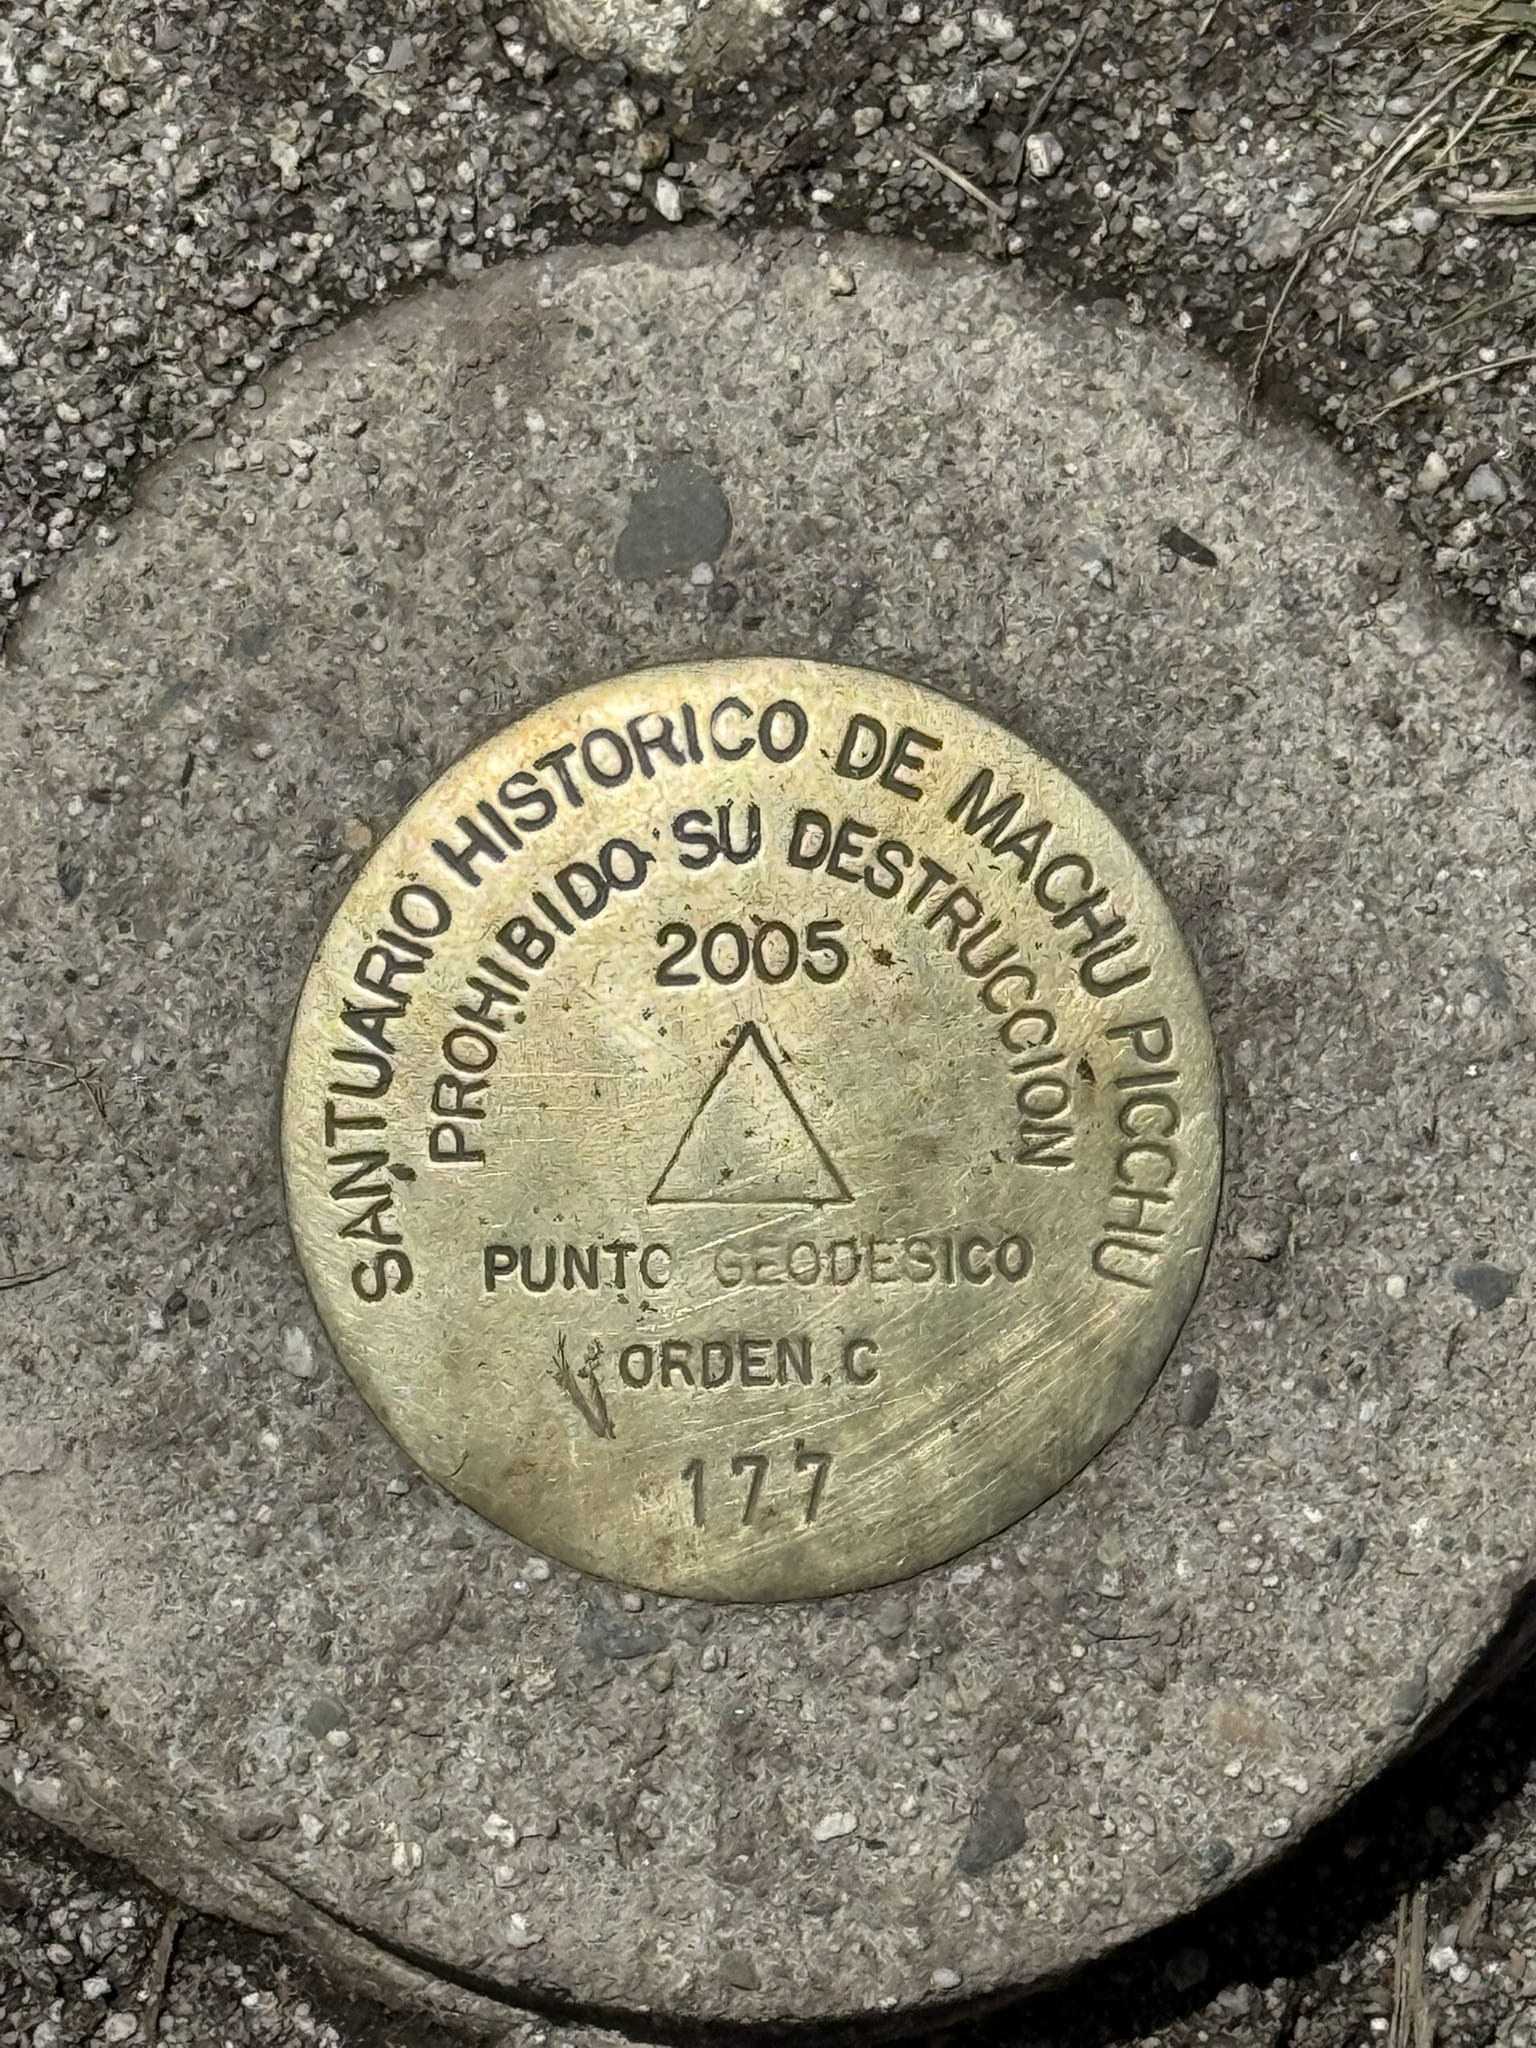 SANTUARIO HISTORICO DE MACHU PICCHU
PROHIBIDO SU DESTRUCCION
2005
PUNTO GEODESICO
ORDEN C
177